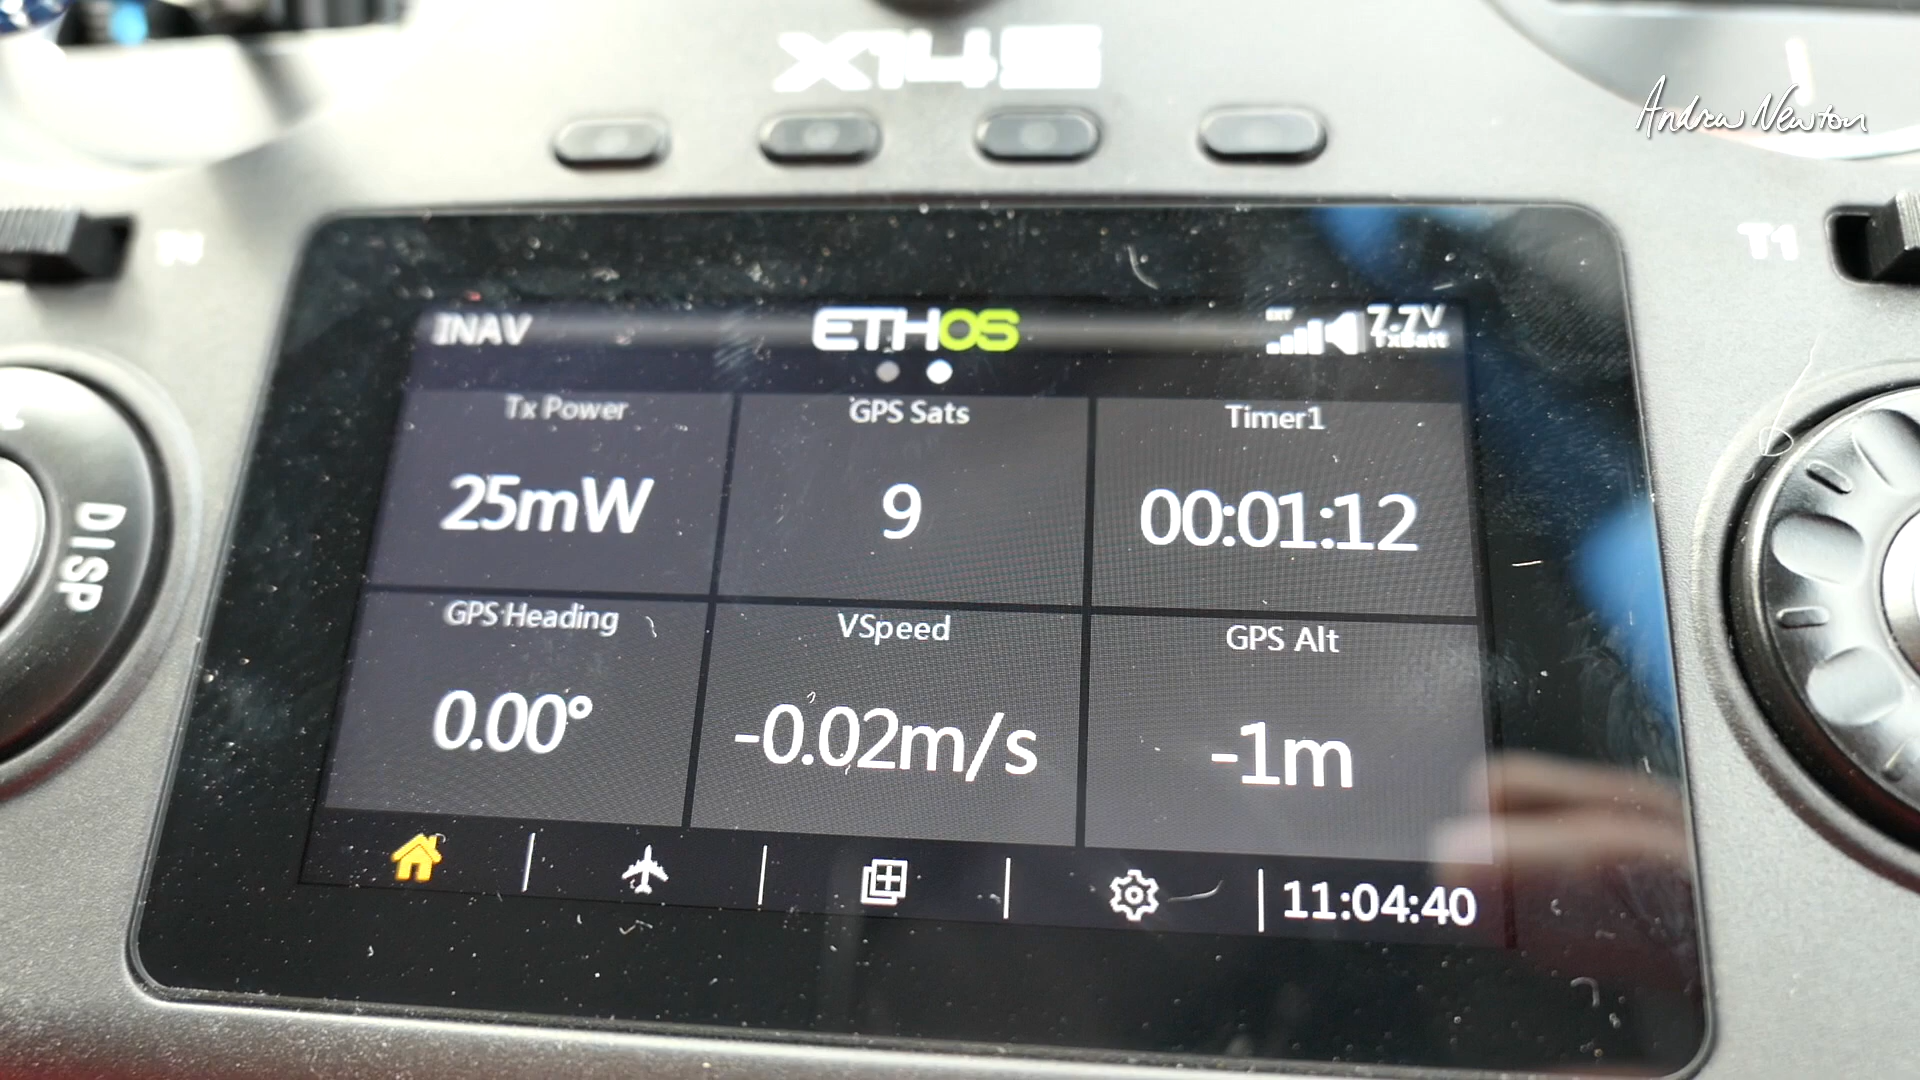 X14S
Andrew Newton
T1
INAV
ETHOS
EXT
7.7V
TxBatt
Tx Power
GPS Sats
Timer1
25mW
9
00:01:12
DISP
GPS Heading
VSpeed
GPS Alt
0.00°
-0.02m/s
-1m
11:04:40